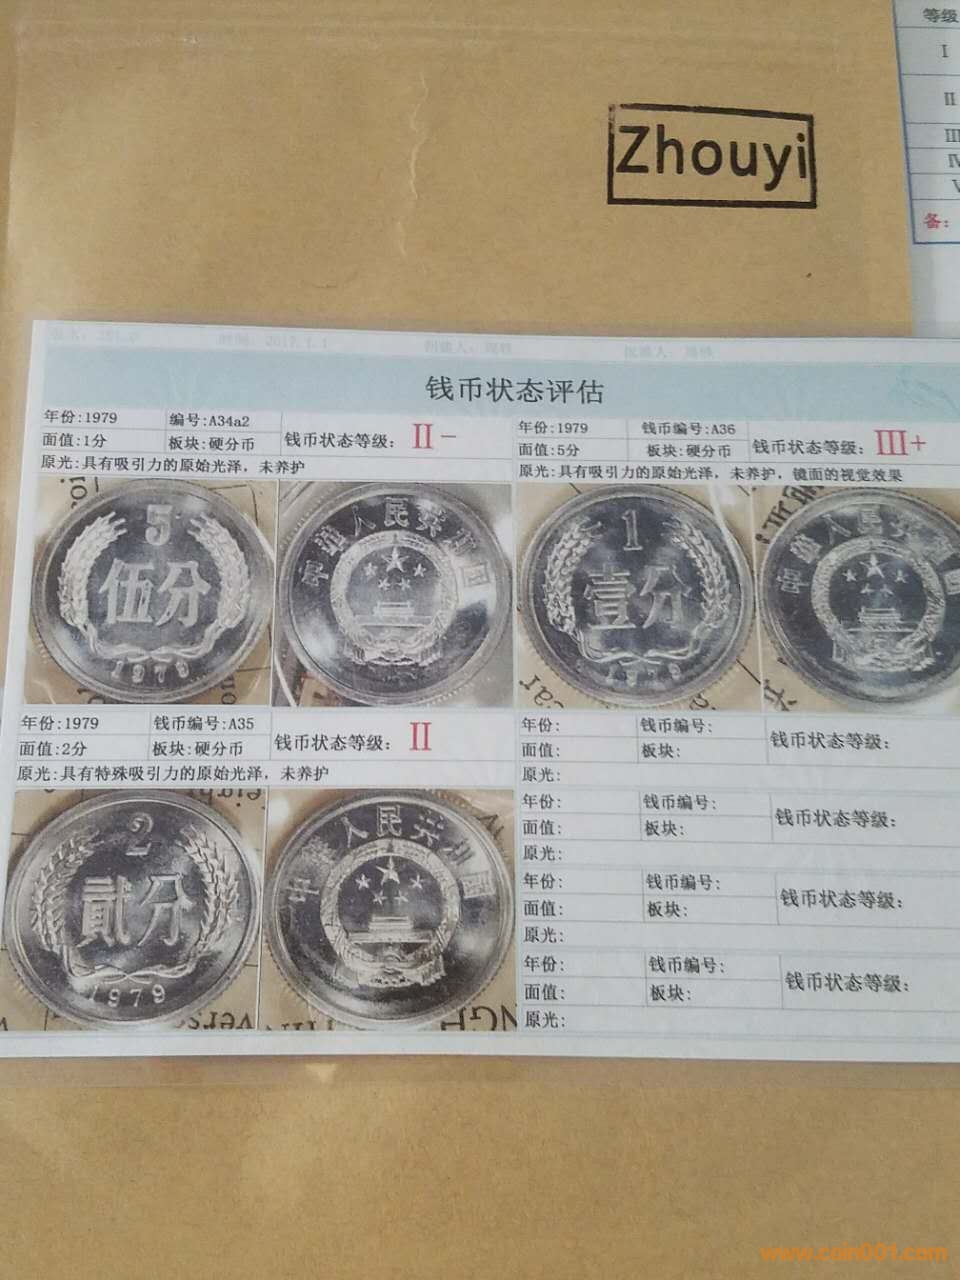 等级
I
II
III
备:
Zhouyi
钱币状态评估
年份:1979 编号:A34a2 钱币状态等级: II-
面值:1分 板块:硬分币
原光:具有吸引力的原始光泽,未养护
年份:1979 钱币编号:A36 钱币状态等级: III+
面值:5分 板块:硬分币
原光:具有吸引力的原始光泽,未养护,镜面的视觉效果
5
伍分
1979
中华人民共和国
1
壹分
1979
中华人民共和国
年份:1979 钱币编号:A35 钱币状态等级: II
面值:2分 板块:硬分币
原光:具有特殊吸引力的原始光泽,未养护
2
贰分
1979
中华人民共和国
年份: 钱币编号: 钱币状态等级:
面值: 板块:
原光:
年份: 钱币编号: 钱币状态等级:
面值: 板块:
原光:
年份: 钱币编号: 钱币状态等级:
面值: 板块:
原光:
年份: 钱币编号: 钱币状态等级:
面值: 板块:
原光:
www.coin001.com